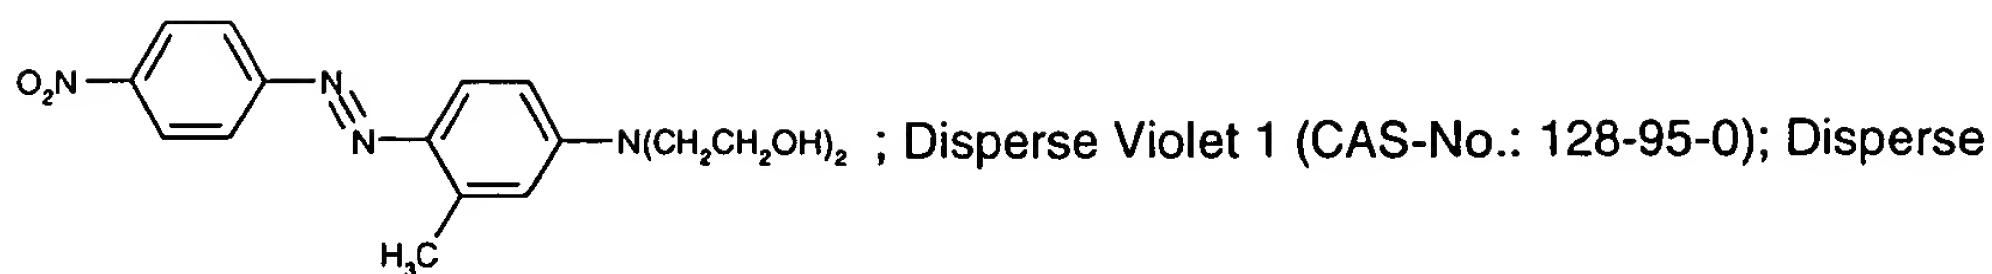 O₂N N N N(CH₂CH₂OH)₂ ; Disperse Violet 1 (CAS-No.: 128-95-0); Disperse
H₃C